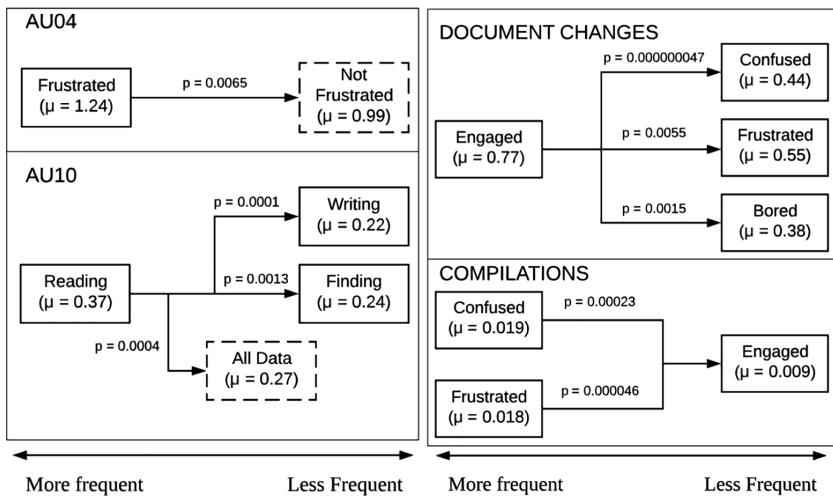 AU04
Frustrated
(μ = 1.24)
p = 0.0065
Not
Frustrated
(μ = 0.99)
AU10
Reading
(μ = 0.37)
p = 0.0001
Writing
(μ = 0.22)
p = 0.0013
Finding
(μ = 0.24)
p = 0.0004
All Data
(μ = 0.27)
More frequent
Less Frequent
DOCUMENT CHANGES
Engaged
(μ = 0.77)
p = 0.000000047
Confused
(μ = 0.44)
p = 0.0055
Frustrated
(μ = 0.55)
p = 0.0015
Bored
(μ = 0.38)
COMPILATIONS
Confused
(μ = 0.019)
p = 0.00023
Frustrated
(μ = 0.018)
p = 0.000046
Engaged
(μ = 0.009)
More frequent
Less Frequent